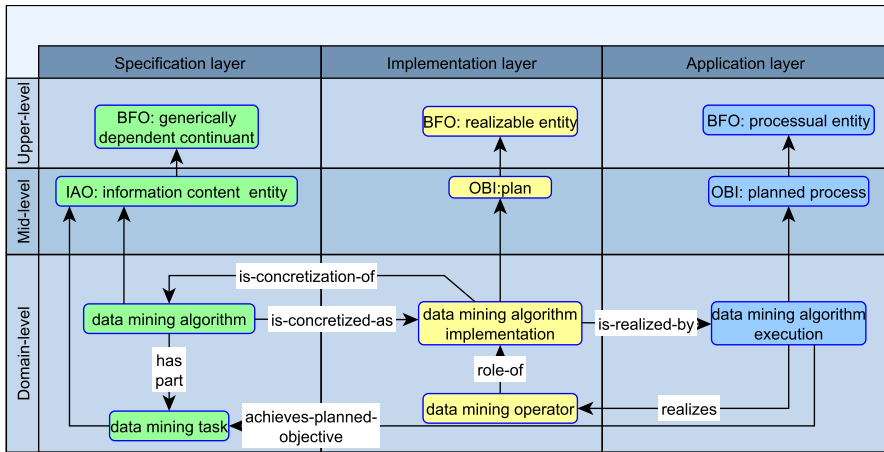 Specification layer
Implementation layer
Application layer
Upper-level
BFO: generically
dependent continuant
BFO: realizable entity
BFO: processual entity
Mid-level
IAO: information content entity
OBI:plan
OBI: planned process
Domain-level
is-concretization-of
data mining algorithm
is-concretized-as
data mining algorithm
implementation
is-realized-by
data mining algorithm
execution
has
part
role-of
data mining task
achieves-planned-
objective
data mining operator
realizes